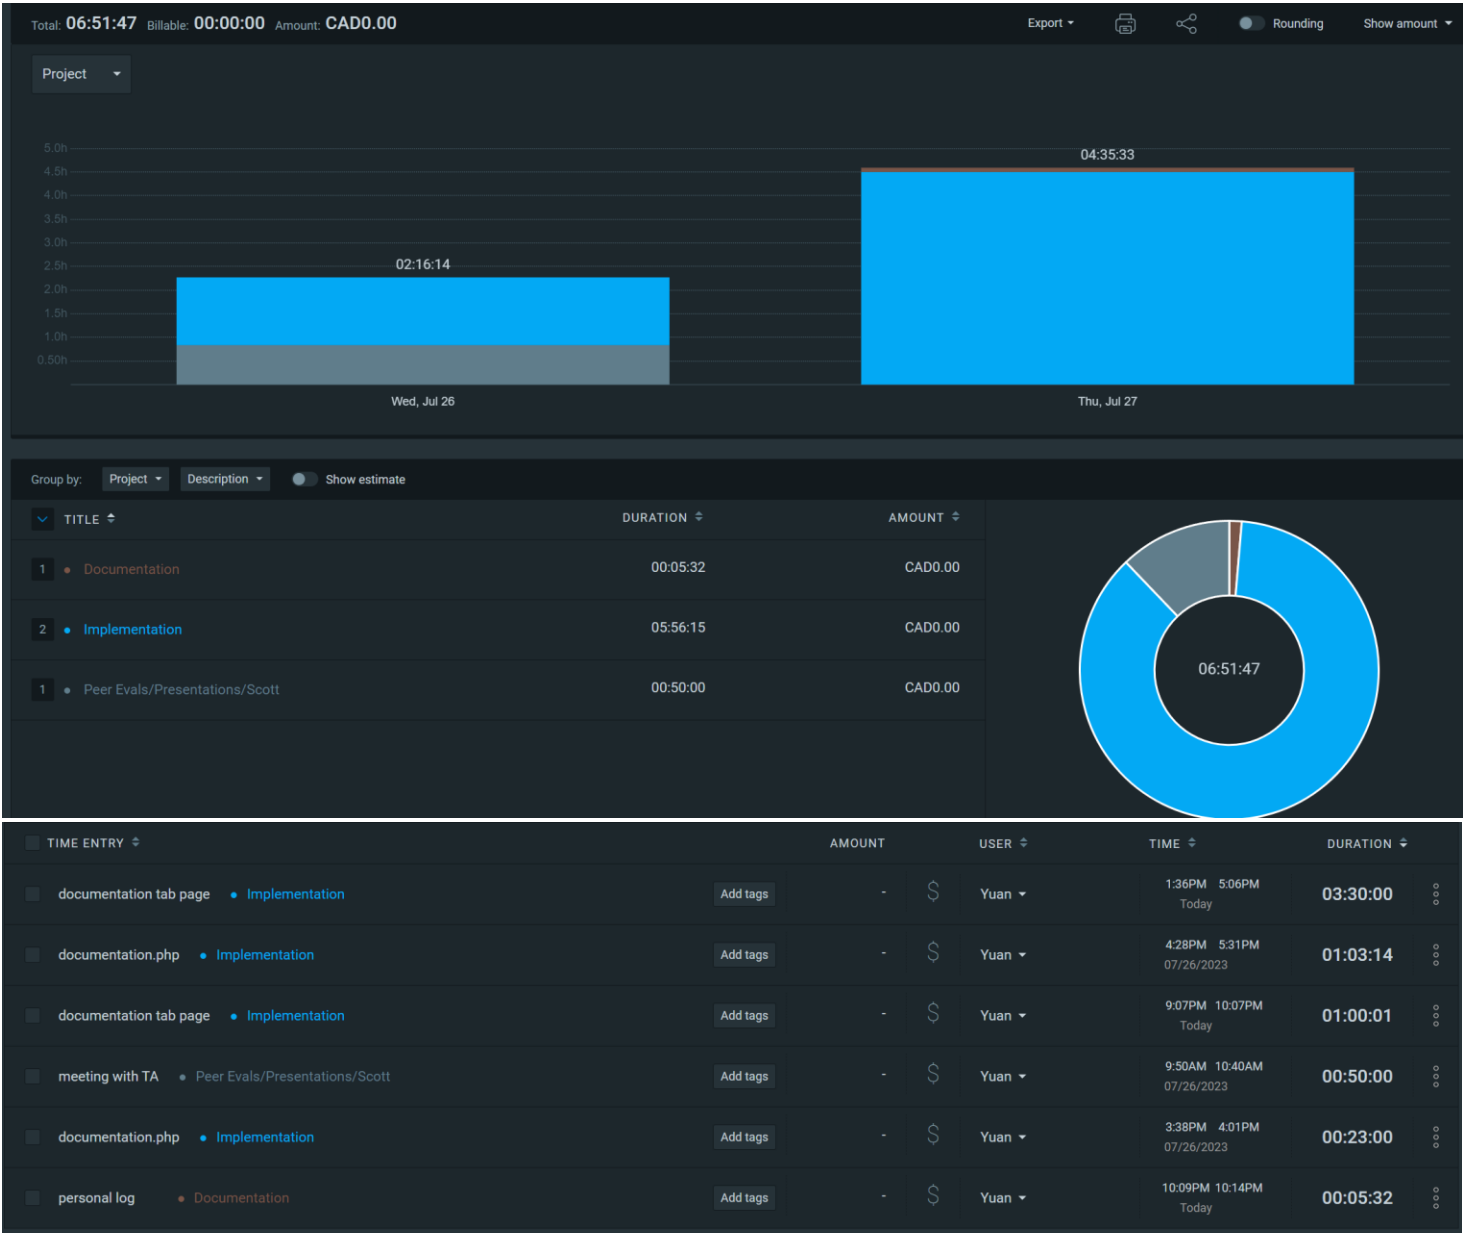 Total: 06:51:47 Billable: 00:00:00 Amount: CAD0.00 Export Rounding Show amount
Project
5.0h
04:35:33
4.5h
4.0h
3.5h
3.0h
2.5h
02:16:14
2.0h
1.5h
1.0h
0.50h
Wed, Jul 26 Thu, Jul 27
Group by: Project Description Show estimate
TITLE DURATION AMOUNT
1 Documentation 00:05:32 CAD0.00
2 Implementation 05:56:15 CAD0.00
1 Peer Evals/Presentations/Scott 00:50:00 CAD0.00
06:51:47
TIME ENTRY AMOUNT USER TIME DURATION
documentation tab page Implementation Add tags - $ Yuan 1:36PM 5:06PM 03:30:00
Today
documentation.php Implementation Add tags - $ Yuan 4:28PM 5:31PM 01:03:14
07/26/2023
documentation tab page Implementation Add tags - $ Yuan 9:07PM 10:07PM 01:00:01
Today
meeting with TA Peer Evals/Presentations/Scott Add tags - $ Yuan 9:50AM 10:40AM 00:50:00
07/26/2023
documentation.php Implementation Add tags - $ Yuan 3:38PM 4:01PM 00:23:00
07/26/2023
personal log Documentation Add tags - $ Yuan 10:09PM 10:14PM 00:05:32
Today